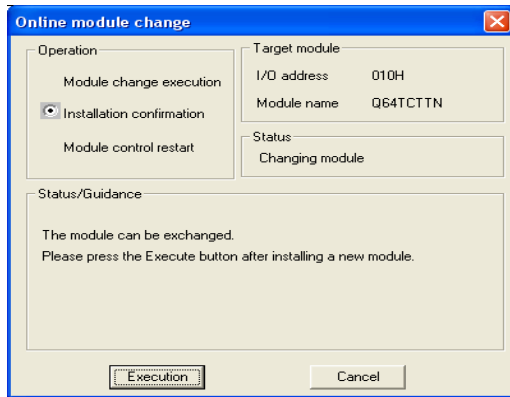 Online module change
Operation
Module change execution
Installation confirmation
Module control restart
Target module
I/O address 010H
Module name Q64TCTTN
Status
Changing module
Status/Guidance
The module can be exchanged.
Please press the Execute button after installing a new module.
Execution Cancel